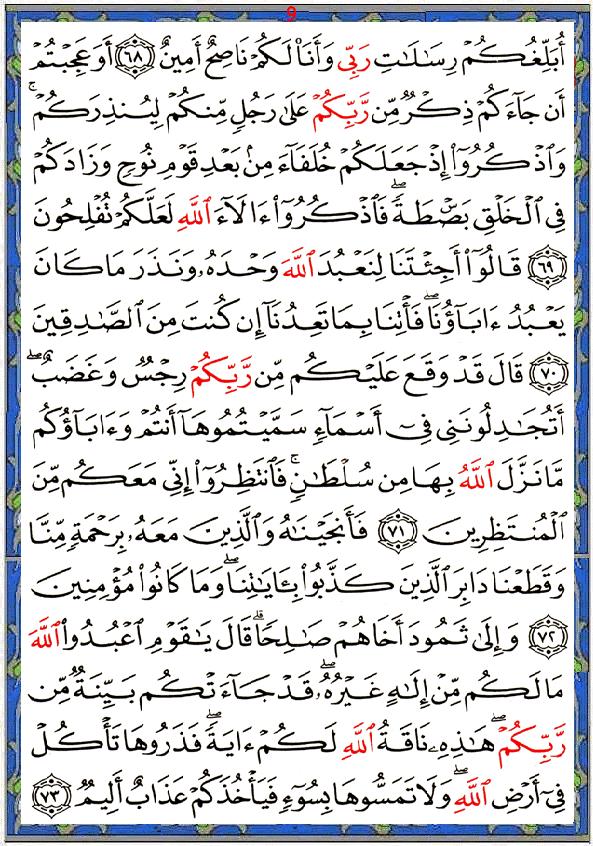 9
أُبَلِّغُكُمْ رِسَٰلَٰتِ رَبِّى وَأَنَا۠ لَكُمْ نَاصِحٌ أَمِينٌ ﴿٦٨﴾ أَوَعَجِبْتُمْ
أَن جَآءَكُمْ ذِكْرٌ مِّن رَّبِّكُمْ عَلَىٰ رَجُلٍ مِّنكُمْ لِيُنذِرَكُمْ ۚ
وَٱذْكُرُوٓا۟ إِذْ جَعَلَكُمْ خُلَفَآءَ مِنۢ بَعْدِ قَوْمِ نُوحٍ وَزَادَكُمْ
فِى ٱلْخَلْقِ بَصْۜطَةً ۖ فَٱذْكُرُوٓا۟ ءَالَآءَ ٱللَّهِ لَعَلَّكُمْ تُفْلِحُونَ
﴿٦٩﴾ قَالُوٓا۟ أَجِئْتَنَا لِنَعْبُدَ ٱللَّهَ وَحْدَهُۥ وَنَذَرَ مَا كَانَ
يَعْبُدُ ءَابَآؤُنَا ۖ فَأْتِنَا بِمَا تَعِدُنَآ إِن كُنتَ مِنَ ٱلصَّٰدِقِينَ
﴿٧٠﴾ قَالَ قَدْ وَقَعَ عَلَيْكُم مِّن رَّبِّكُمْ رِجْسٌ وَغَضَبٌ ۖ
أَتُجَٰدِلُونَنِى فِىٓ أَسْمَآءٍ سَمَّيْتُمُوهَآ أَنتُمْ وَءَابَآؤُكُم
مَّا نَزَّلَ ٱللَّهُ بِهَا مِن سُلْطَٰنٍ ۚ فَٱنتَظِرُوٓا۟ إِنِّى مَعَكُم مِّنَ
ٱلْمُنتَظِرِينَ ﴿٧١﴾ فَأَنجَيْنَٰهُ وَٱلَّذِينَ مَعَهُۥ بِرَحْمَةٍ مِّنَّا
وَقَطَعْنَا دَابِرَ ٱلَّذِينَ كَذَّبُوا۟ بِـَٔايَٰتِنَا ۖ وَمَا كَانُوا۟ مُؤْمِنِينَ
﴿٧٢﴾ وَإِلَىٰ ثَمُودَ أَخَاهُمْ صَٰلِحًا ۗ قَالَ يَٰقَوْمِ ٱعْبُدُوا۟ ٱللَّهَ
مَا لَكُم مِّنْ إِلَٰهٍ غَيْرُهُۥ ۖ قَدْ جَآءَتْكُم بَيِّنَةٌ مِّن
رَّبِّكُمْ ۖ هَٰذِهِۦ نَاقَةُ ٱللَّهِ لَكُمْ ءَايَةً ۖ فَذَرُوهَا تَأْكُلْ
فِىٓ أَرْضِ ٱللَّهِ ۖ وَلَا تَمَسُّوهَا بِسُوٓءٍ فَيَأْخُذَكُمْ عَذَابٌ أَلِيمٌ ﴿٧٣﴾